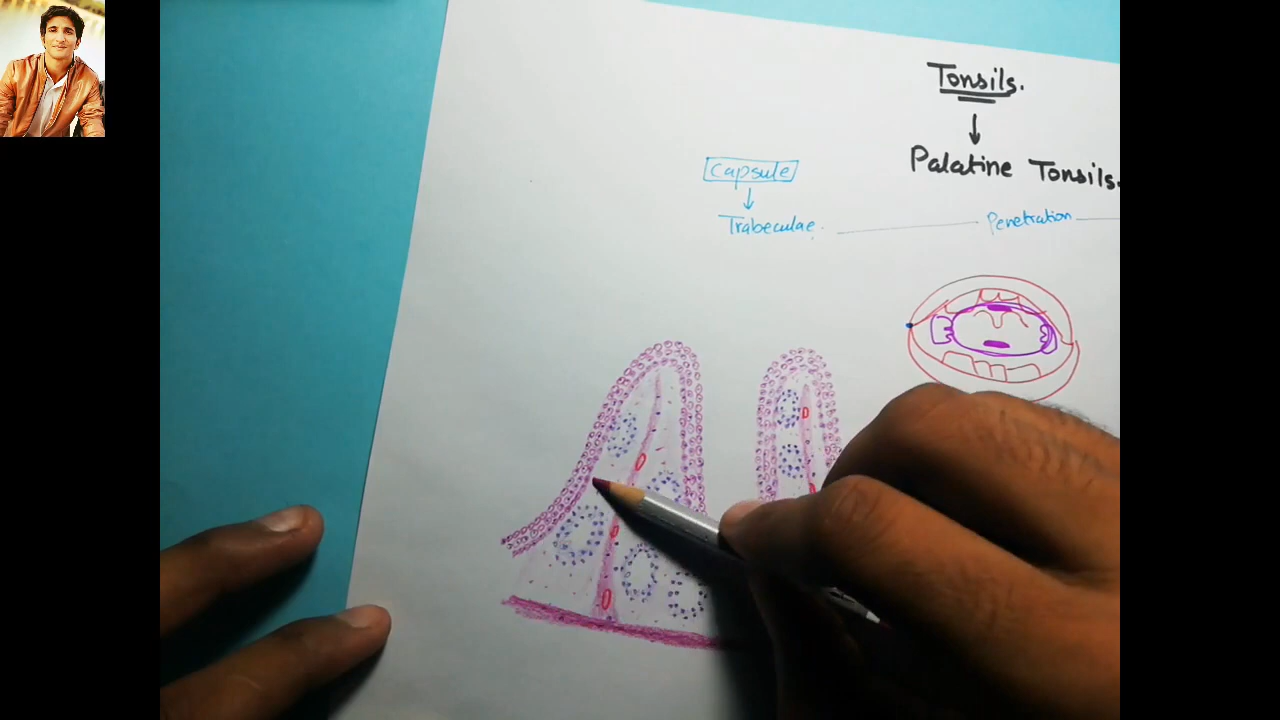 Tonsils.
Palatine Tonsils.
Capsule
Trabeculae.
Penetration